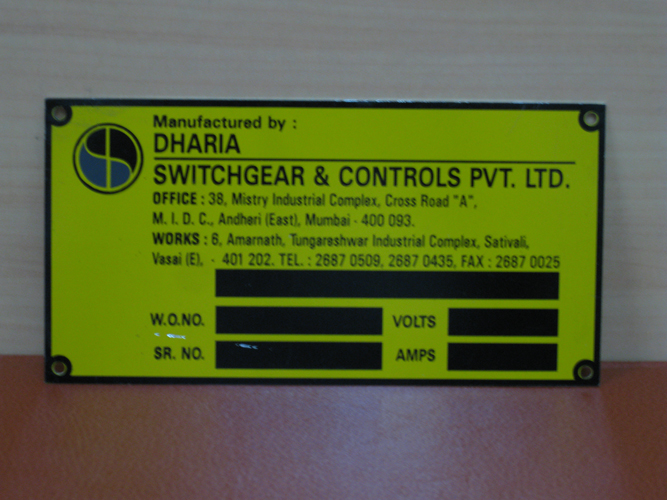 Manufactured by :
DHARIA
SWITCHGEAR & CONTROLS PVT. LTD.
OFFICE : 38, Mistry Industrial Complex, Cross Road "A",
M. I. D. C., Andheri (East), Mumbai - 400 093.
WORKS : 6, Amarnath, Tungareshwar Industrial Complex, Sativali,
Vasai (E), - 401 202. TEL. : 2687 0509, 2687 0435, FAX : 2687 0025
W.O.NO. VOLTS
SR. NO. AMPS